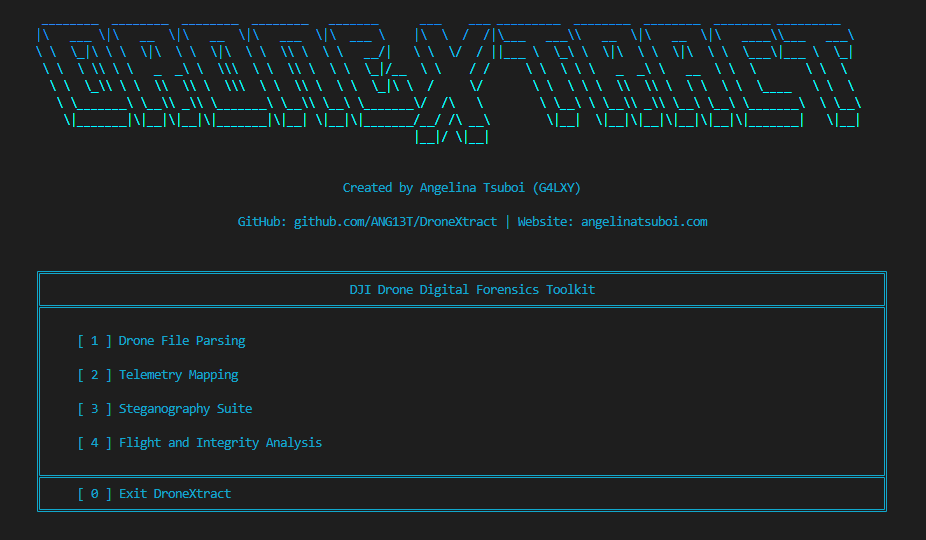 DRONEXTRACT
Created by Angelina Tsuboi (G4LXY)
GitHub: github.com/ANG13T/DroneXtract | Website: angelinatsuboi.com
DJI Drone Digital Forensics Toolkit
[ 1 ] Drone File Parsing
[ 2 ] Telemetry Mapping
[ 3 ] Steganography Suite
[ 4 ] Flight and Integrity Analysis
[ 0 ] Exit DroneXtract